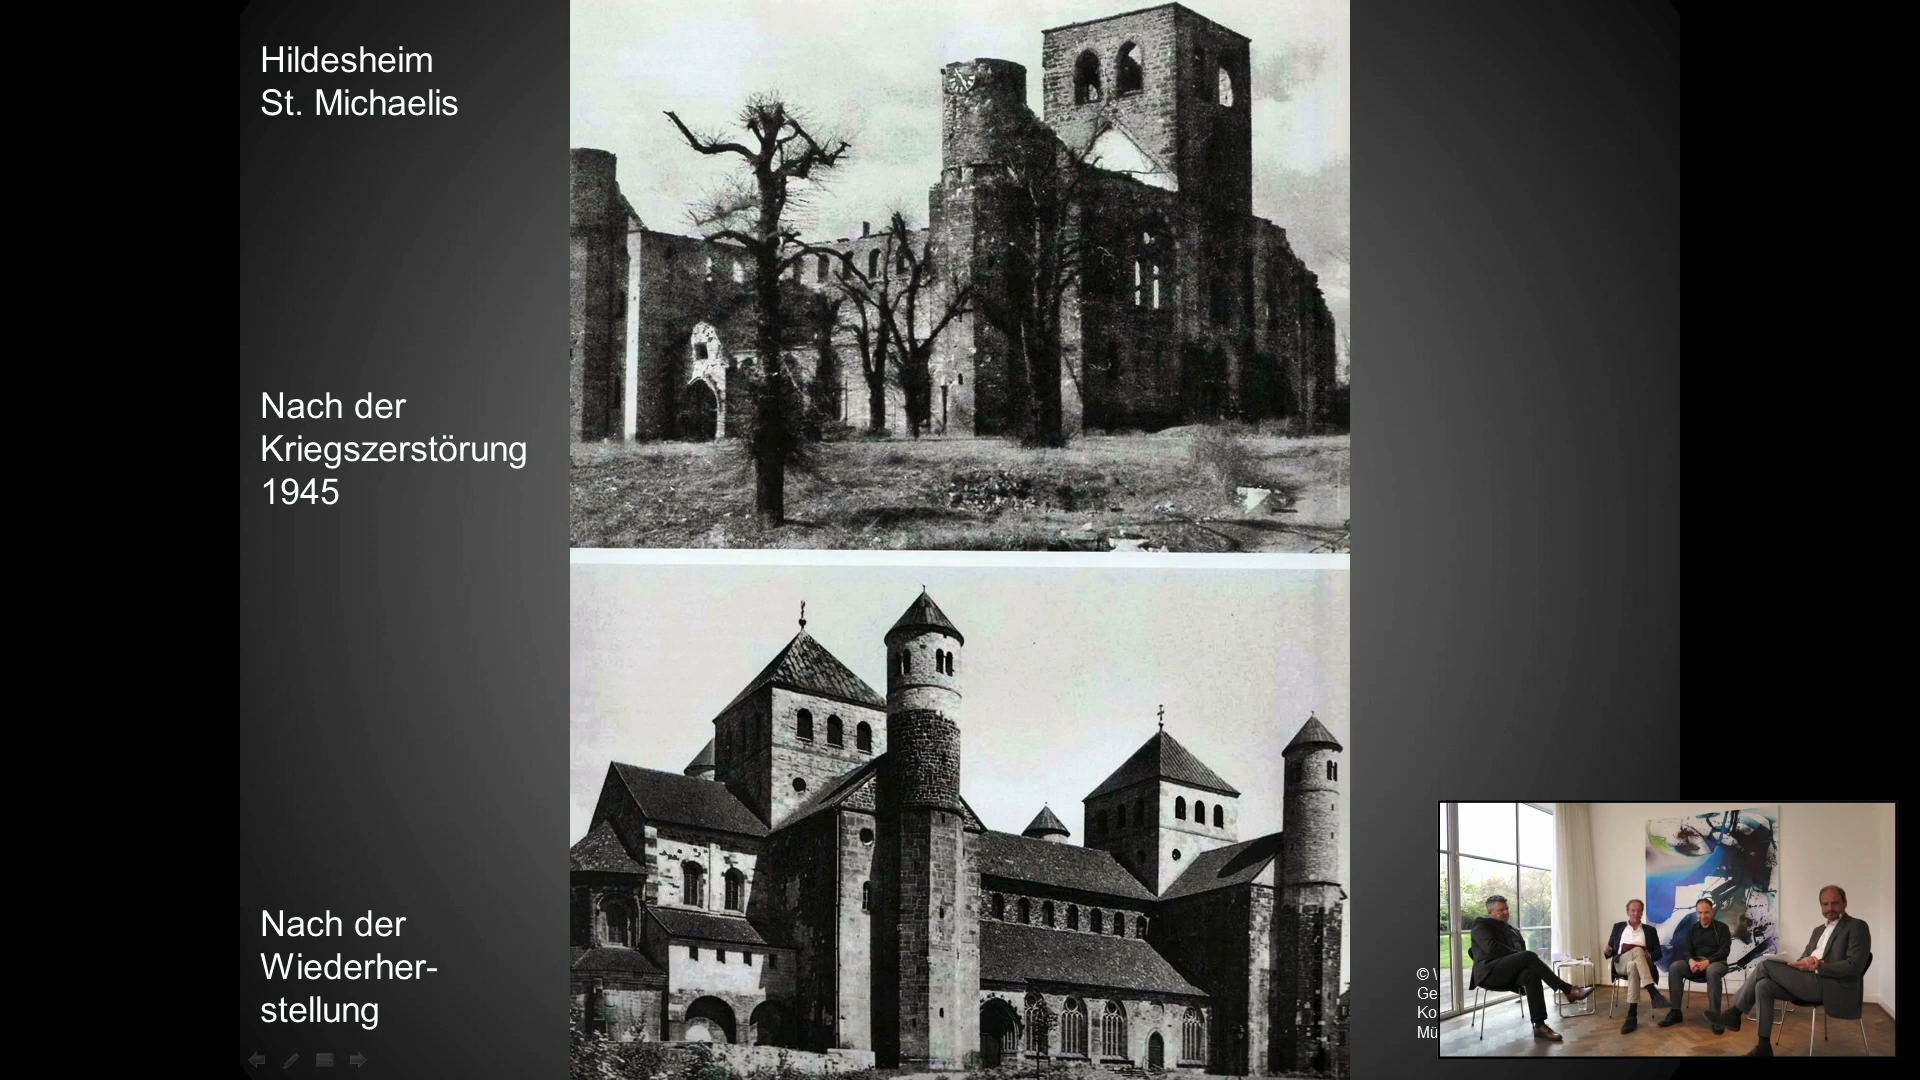 Hildesheim
St. Michaelis
Nach der
Kriegszerstörung
1945
Nach der
Wiederher-
stellung
©